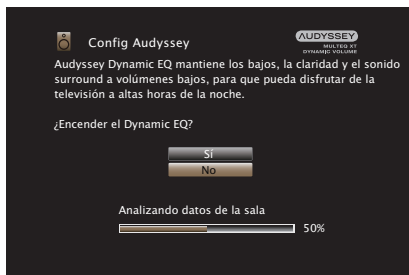 Config Audyssey
AUDYSSEY
MULTEQ XT
DYNAMIC VOLUME
Audyssey Dynamic EQ mantiene los bajos, la claridad y el sonido
surround a volúmenes bajos, para que pueda disfrutar de la
televisión a altas horas de la noche.
¿Encender el Dynamic EQ?
Sí
No
Analizando datos de la sala
50%